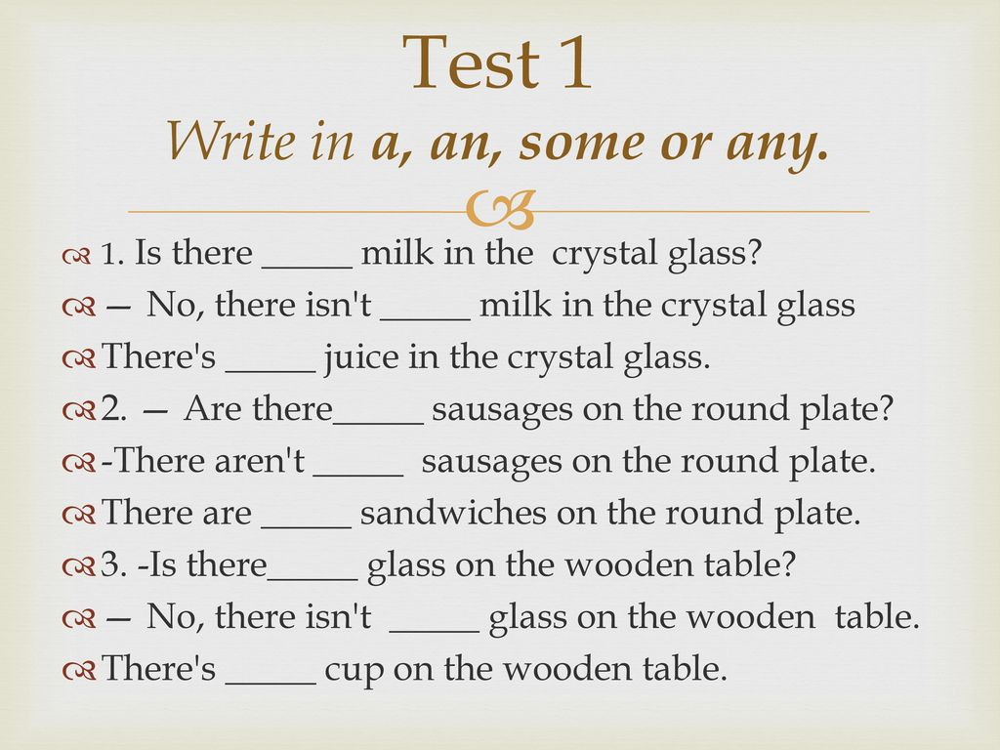 Test 1
Write in a, an, some or any.
1. Is there _____ milk in the crystal glass?
— No, there isn't _____ milk in the crystal glass
There's _____ juice in the crystal glass.
2. — Are there_____ sausages on the round plate?
-There aren't _____ sausages on the round plate.
There are _____ sandwiches on the round plate.
3. -Is there_____ glass on the wooden table?
— No, there isn't _____ glass on the wooden table.
There's _____ cup on the wooden table.